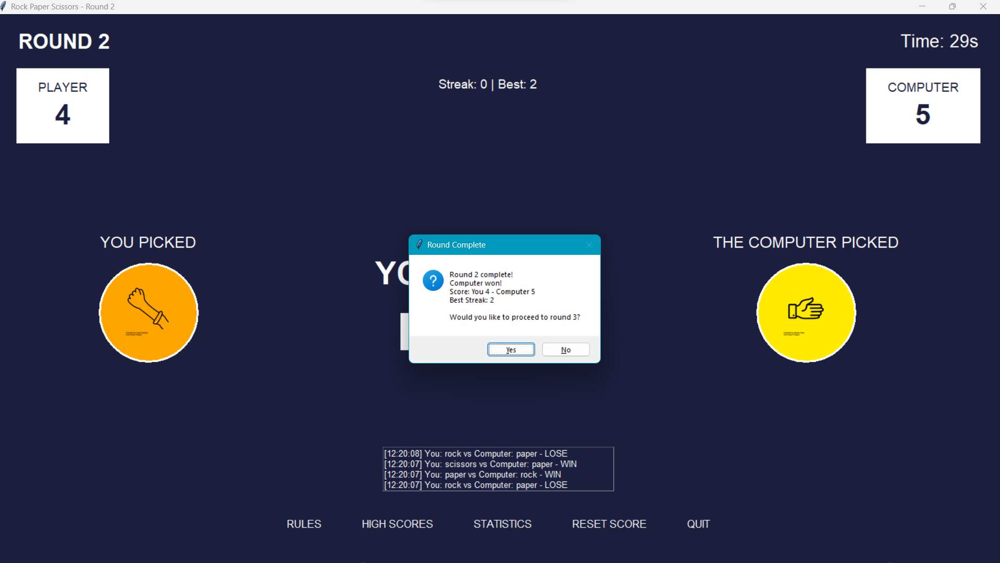 Rock Paper Scissors - Round 2
ROUND 2
Time: 29s
PLAYER
4
Streak: 0 | Best: 2
COMPUTER
5
YOU PICKED
THE COMPUTER PICKED
Round Complete
Round 2 complete!
Computer won!
Score: You 4 - Computer 5
Best Streak: 2
Would you like to proceed to round 3?
Yes
No
[12:20:08] You: rock vs Computer: paper - LOSE
[12:20:07] You: scissors vs Computer: paper - WIN
[12:20:07] You: paper vs Computer: rock - WIN
[12:20:07] You: rock vs Computer: paper - LOSE
RULES
HIGH SCORES
STATISTICS
RESET SCORE
QUIT